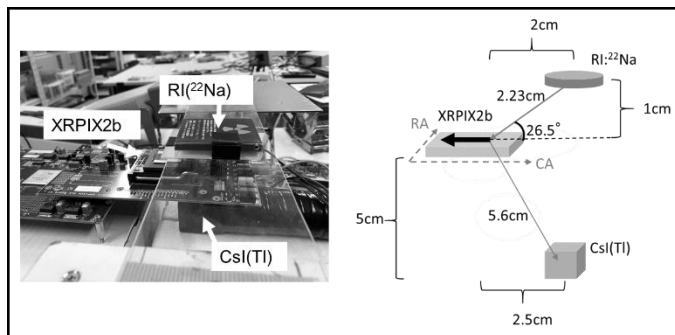 RI(²²Na)
XRPIX2b
CsI(Tl)
2cm
RI:²²Na
2.23cm
1cm
XRPIX2b
RA
26.5°
CA
5cm
5.6cm
CsI(Tl)
2.5cm